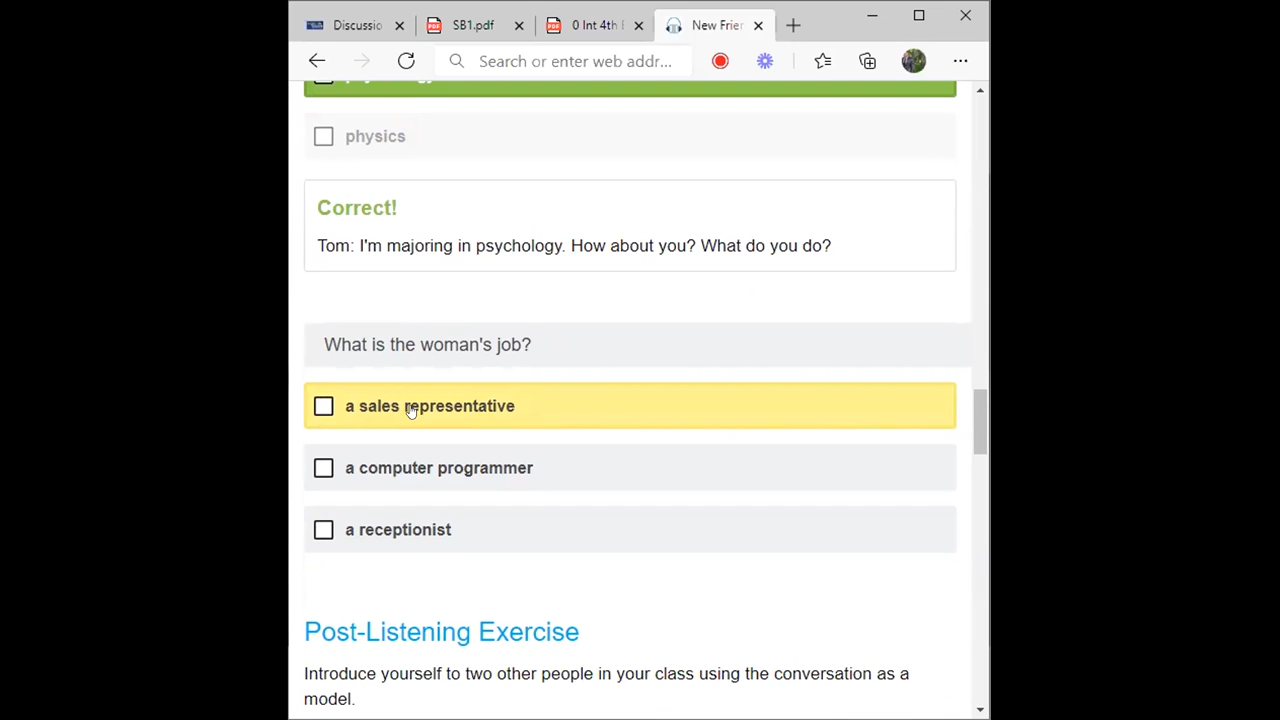 Discussio
SB1.pdf
0 Int 4th
New Frier
Search or enter web addr...
physics
Correct!
Tom: I'm majoring in psychology. How about you? What do you do?
What is the woman's job?
a sales representative
a computer programmer
a receptionist
Post-Listening Exercise
Introduce yourself to two other people in your class using the conversation as a
model.